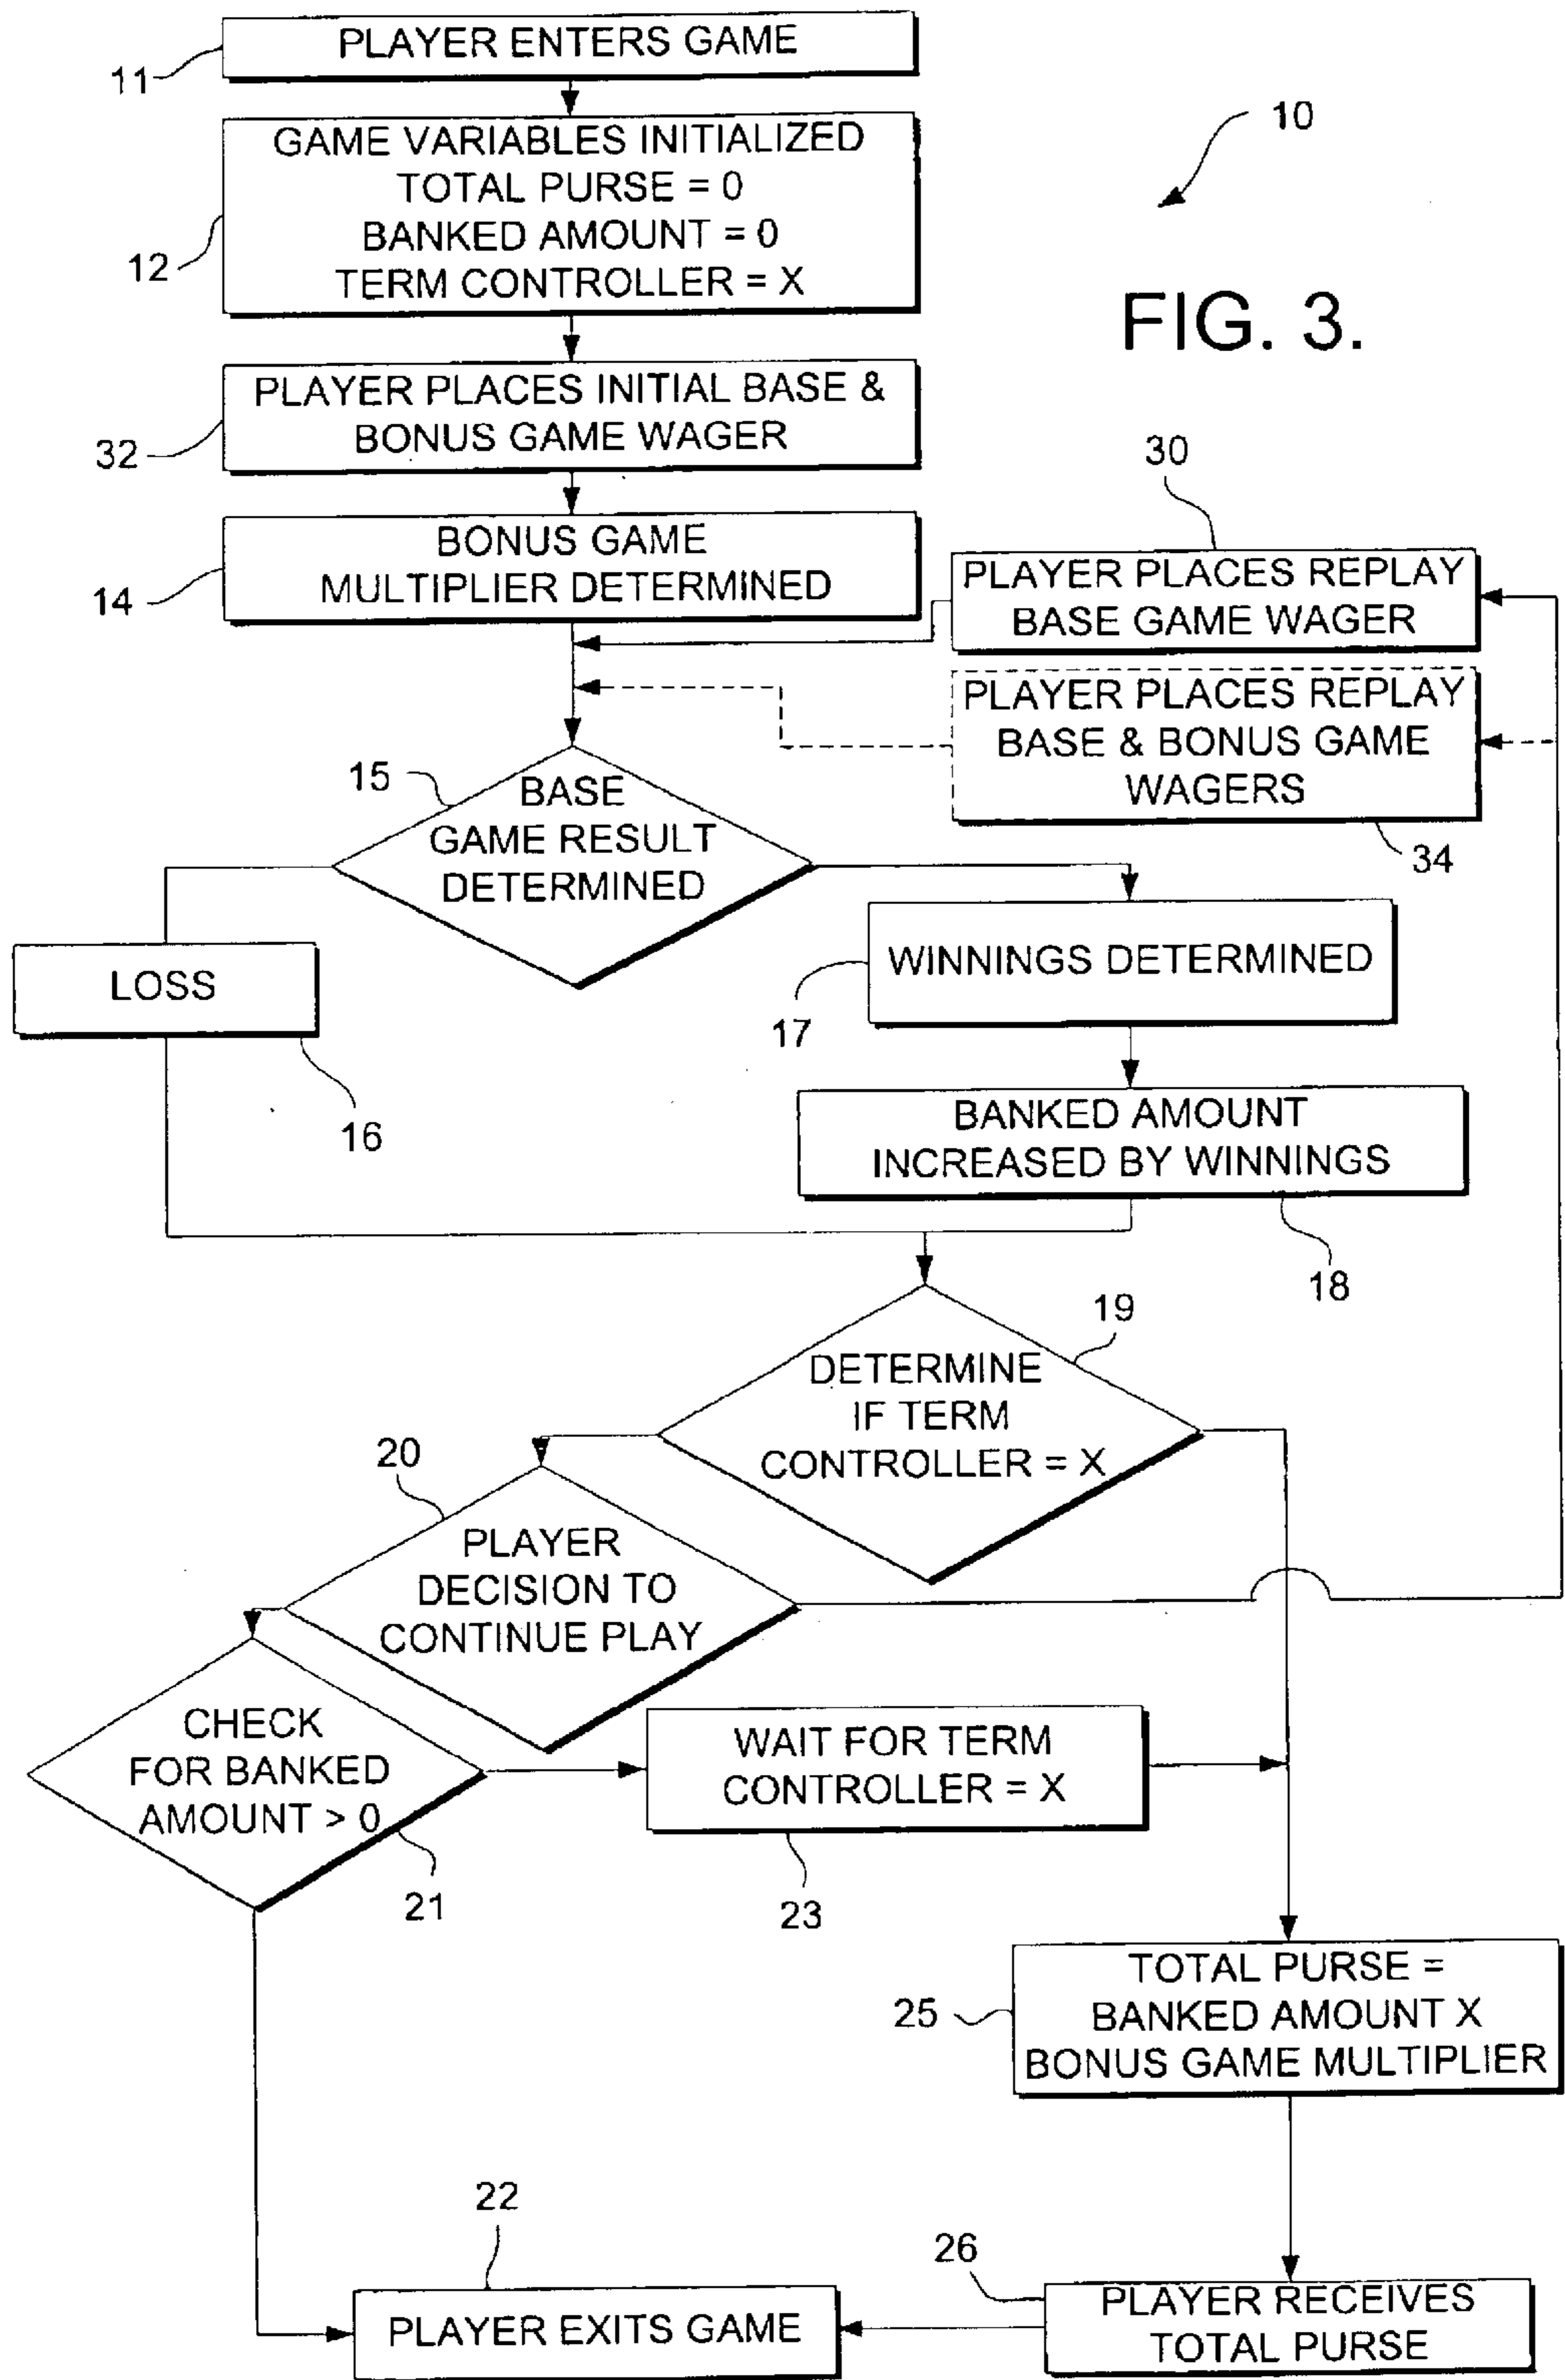 PLAYER ENTERS GAME
11
10
GAME VARIABLES INITIALIZED
TOTAL PURSE = 0
BANKED AMOUNT = 0
TERM CONTROLLER = X
12
FIG. 3.
PLAYER PLACES INITIAL BASE &
BONUS GAME WAGER
32
30
BONUS GAME
MULTIPLIER DETERMINED
14
PLAYER PLACES REPLAY
BASE GAME WAGER
PLAYER PLACES REPLAY
BASE & BONUS GAME
WAGERS
34
15
BASE
GAME RESULT
DETERMINED
LOSS
16
WINNINGS DETERMINED
17
BANKED AMOUNT
INCREASED BY WINNINGS
18
19
DETERMINE
IF TERM
CONTROLLER = X
20
PLAYER
DECISION TO
CONTINUE PLAY
CHECK
FOR BANKED
AMOUNT > 0
21
WAIT FOR TERM
CONTROLLER = X
23
TOTAL PURSE =
BANKED AMOUNT X
BONUS GAME MULTIPLIER
25
22
PLAYER EXITS GAME
26
PLAYER RECEIVES
TOTAL PURSE